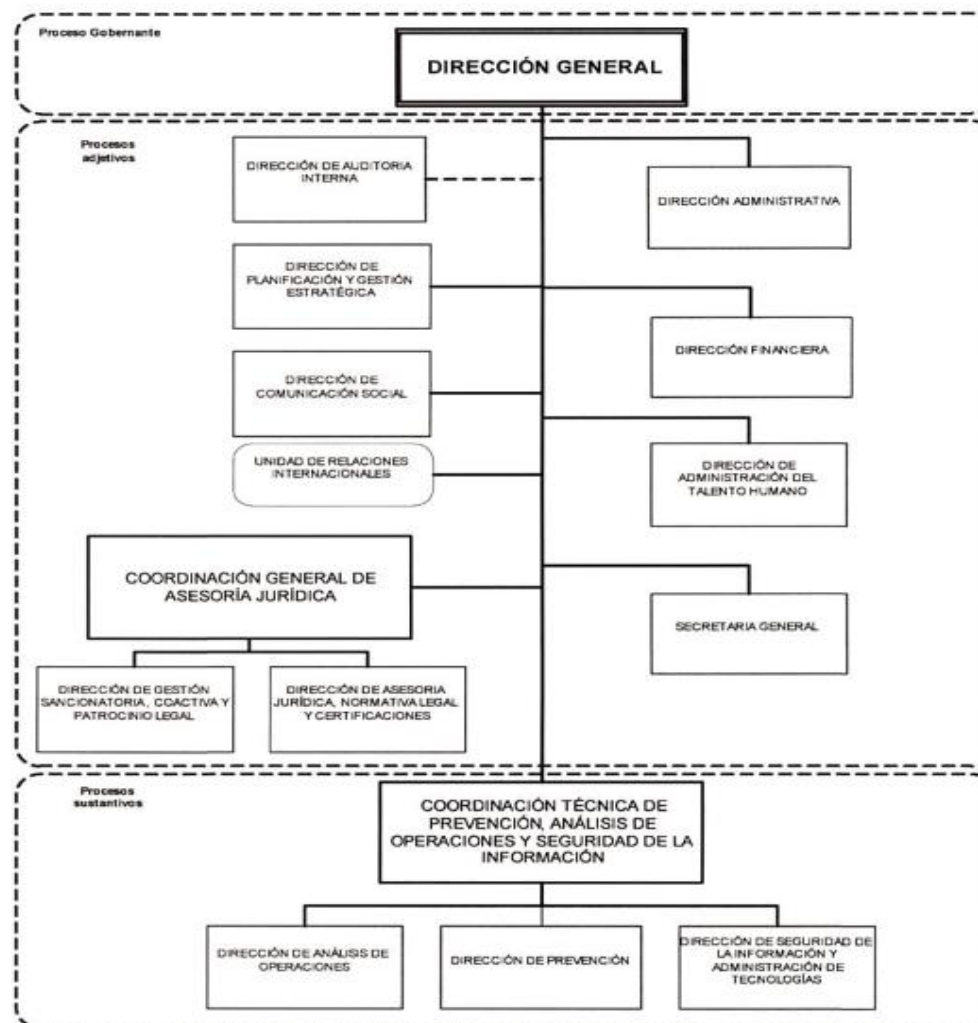 Proceso Gobernante
DIRECCIÓN GENERAL
Procesos
adjetivos
DIRECCIÓN DE AUDITORIA
INTERNA
DIRECCIÓN ADMINISTRATIVA
DIRECCIÓN DE
PLANIFICACIÓN Y GESTIÓN
ESTRATÉGICA
DIRECCIÓN FINANCIERA
DIRECCIÓN DE
COMUNICACIÓN SOCIAL
UNIDAD DE RELACIONES
INTERNACIONALES
DIRECCIÓN DE
ADMINISTRACIÓN DEL
TALENTO HUMANO
COORDINACIÓN GENERAL DE
ASESORÍA JURÍDICA
SECRETARIA GENERAL
DIRECCIÓN DE GESTIÓN
SANCIONATORIA, COACTIVA Y
PATROCINIO LEGAL
DIRECCIÓN DE ASESORIA
JURÍDICA, NORMATIVA LEGAL
Y CERTIFICACIONES
Procesos
sustantivos
COORDINACIÓN TÉCNICA DE
PREVENCIÓN, ANÁLISIS DE
OPERACIONES Y SEGURIDAD DE LA
INFORMACIÓN
DIRECCIÓN DE ANÁLISIS DE
OPERACIONES
DIRECCIÓN DE PREVENCIÓN
DIRECCIÓN DE SEGURIDAD DE
LA INFORMACIÓN Y
ADMINISTRACIÓN DE
TECNOLOGÍAS